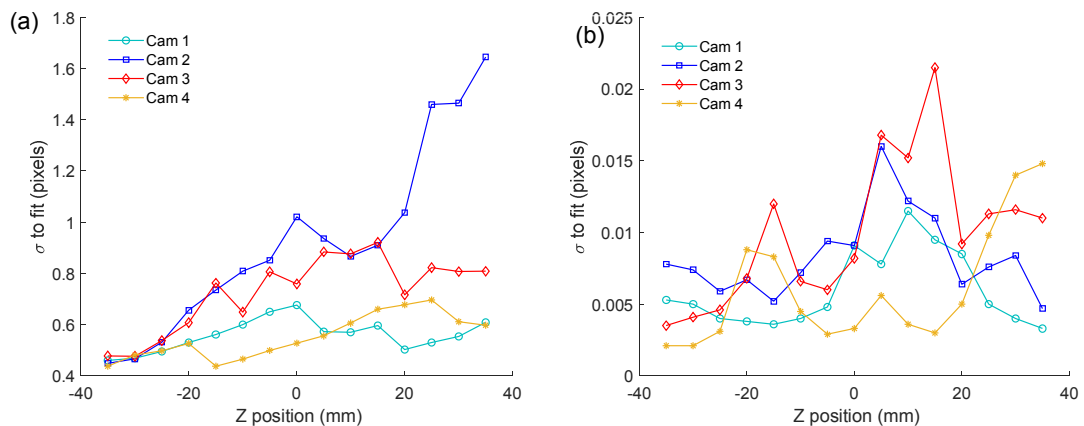 (a)
σ to fit (pixels)
1.8
1.6
1.4
1.2
1
0.8
0.6
0.4
Cam 1
Cam 2
Cam 3
Cam 4
-40
-20
0
20
40
Z position (mm)
(b)
σ to fit (pixels)
0.025
0.02
0.015
0.01
0.005
0
Cam 1
Cam 2
Cam 3
Cam 4
-40
-20
0
20
40
Z position (mm)